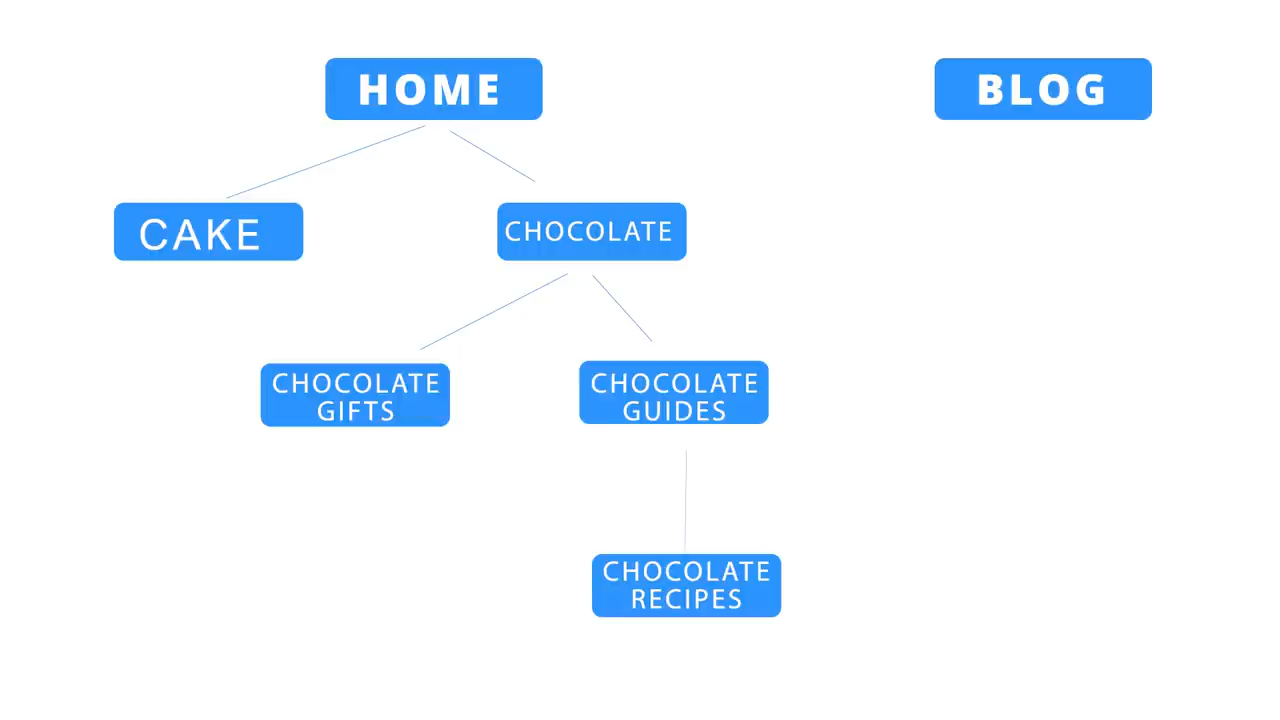 HOME
BLOG
CAKE
CHOCOLATE
CHOCOLATE
GIFTS
CHOCOLATE
GUIDES
CHOCOLATE
RECIPES